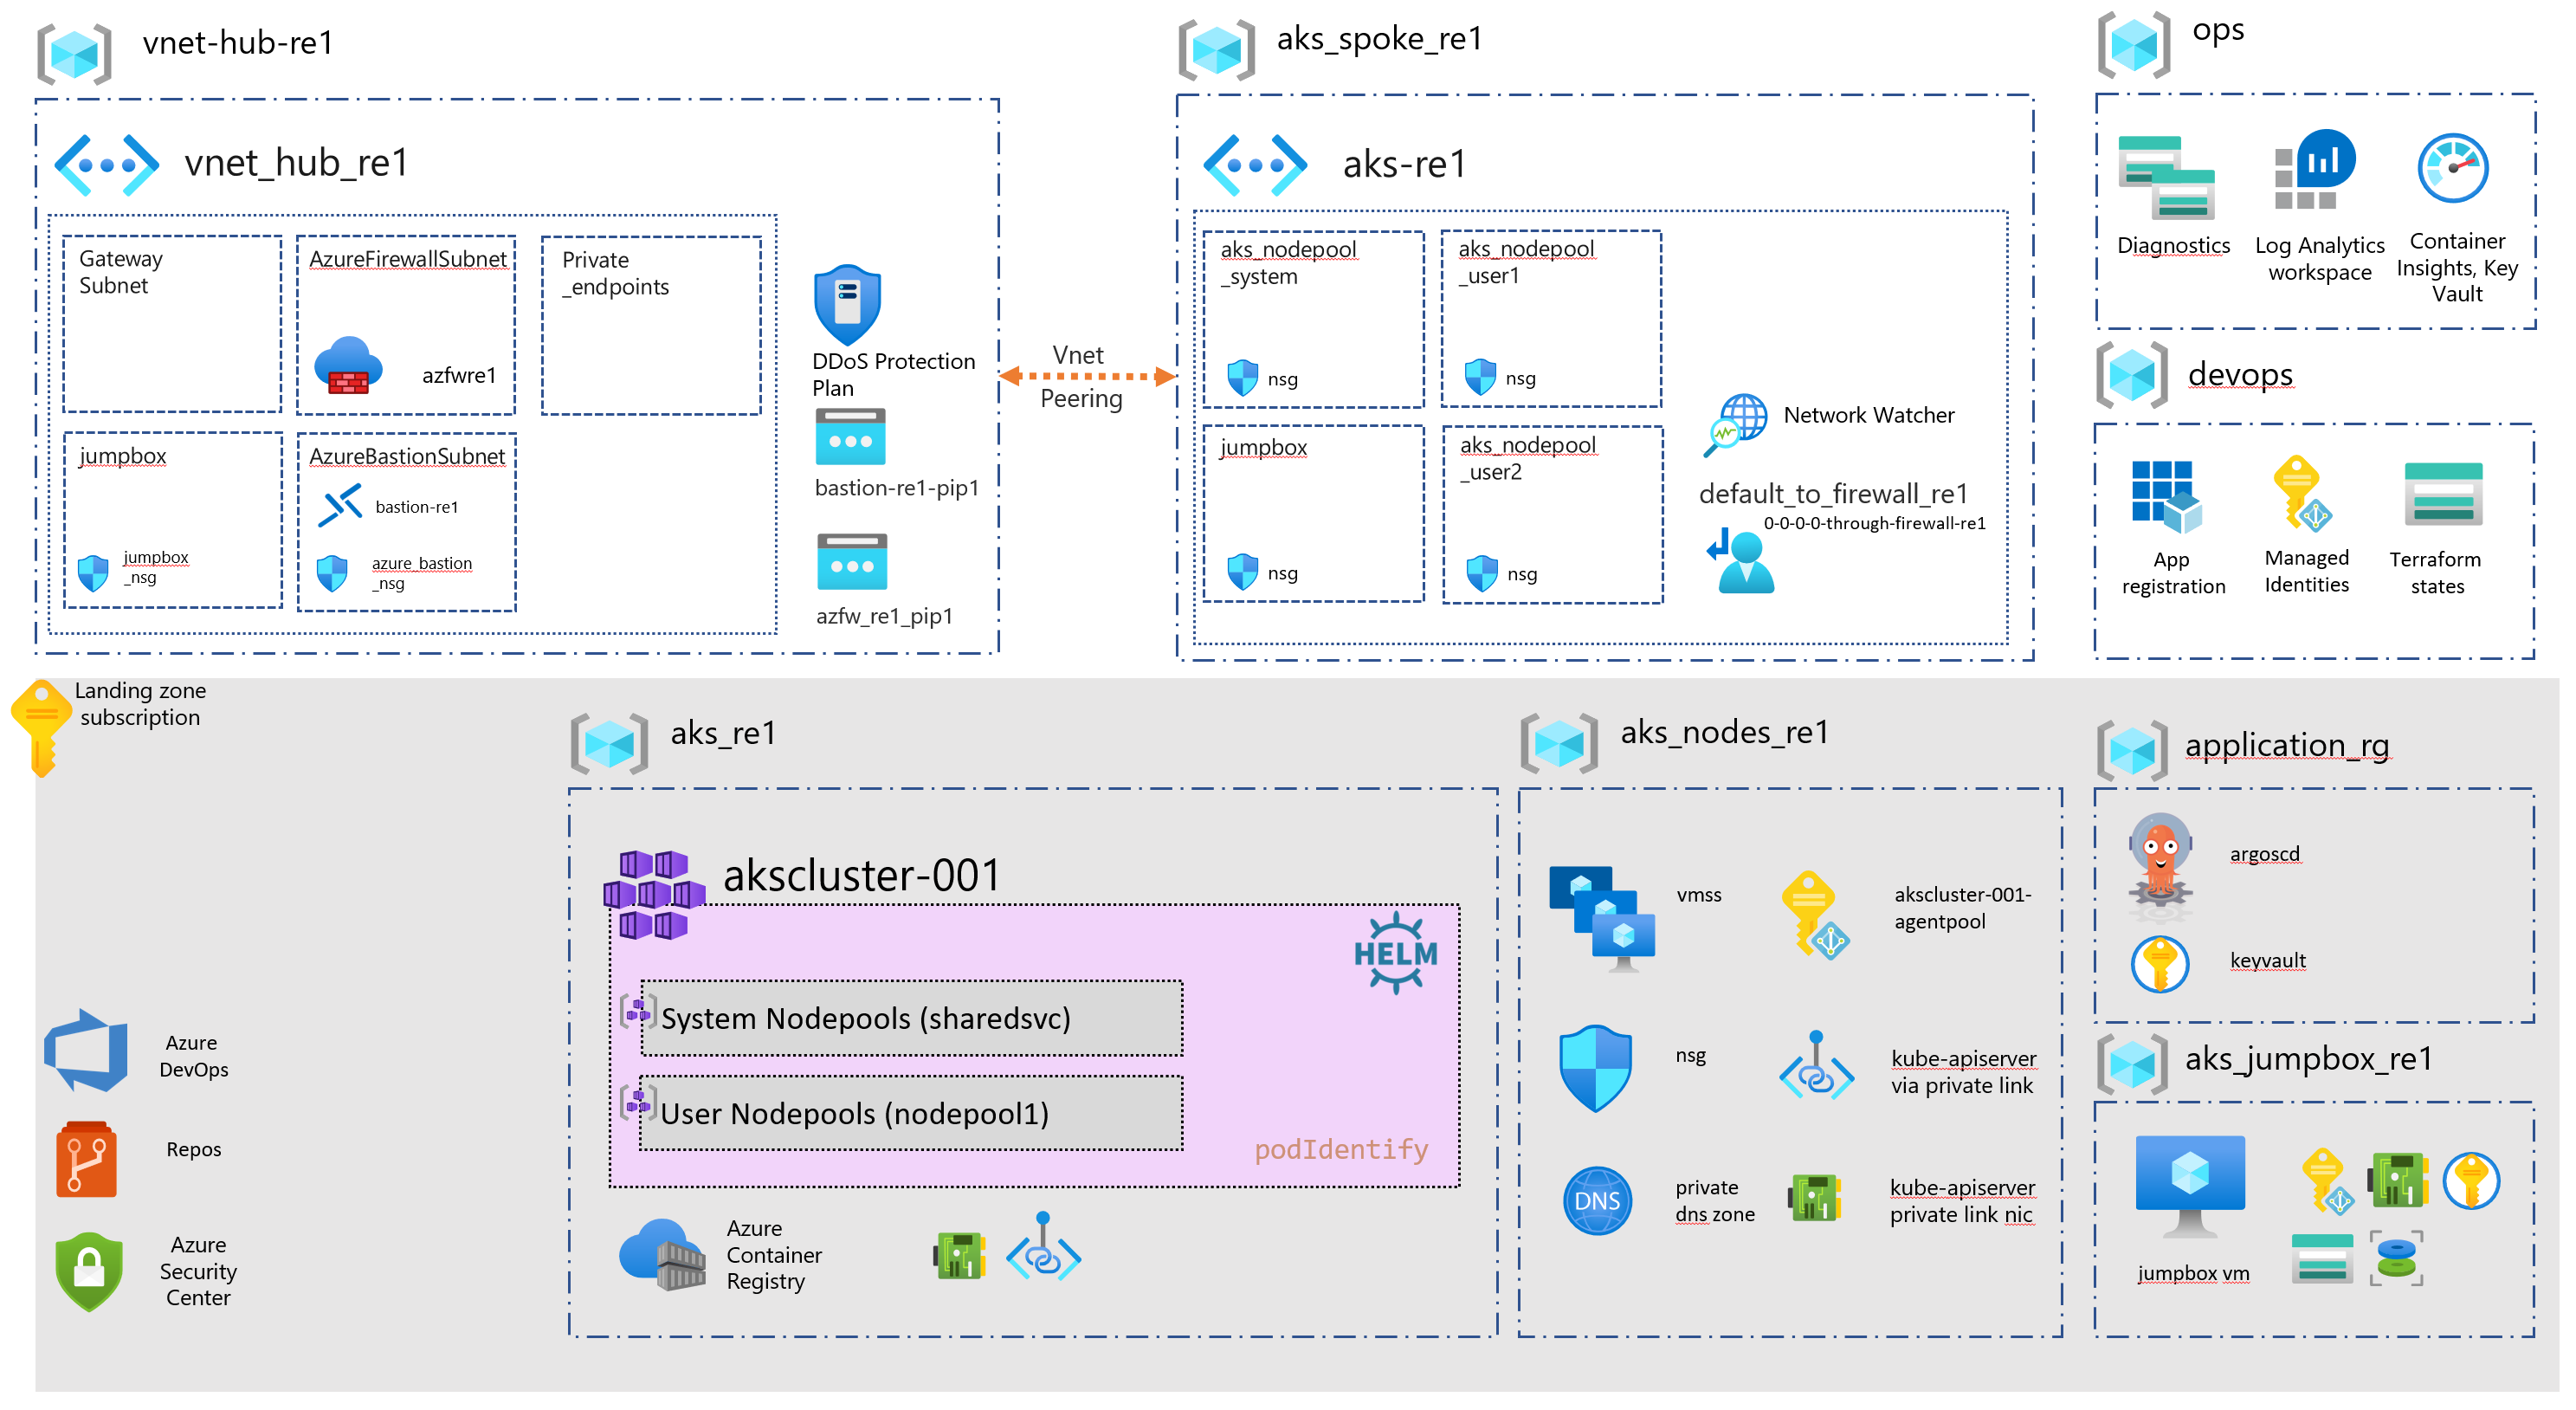 vnet-hub-re1
vnet_hub_re1
Gateway
Subnet
AzureFirewallSubnet
azfwre1
Private
_endpoints
jumpbox
jumpbox
_nsg
AzureBastionSubnet
bastion-re1
azure_bastion
_nsg
DDoS Protection
Plan
bastion-re1-pip1
azfw_re1_pip1
Vnet
Peering
aks_spoke_re1
aks-re1
aks_nodepool
_system
nsg
aks_nodepool
_user1
nsg
jumpbox
nsg
aks_nodepool
_user2
nsg
Network Watcher
default_to_firewall_re1
0-0-0-0-through-firewall-re1
ops
Diagnostics
Log Analytics
workspace
Container
Insights, Key
Vault
devops
App
registration
Managed
Identities
Terraform
states
Landing zone
subscription
Azure
DevOps
Repos
Azure
Security
Center
aks_re1
akscluster-001
HELM
System Nodepools (sharedsvc)
User Nodepools (nodepool1)
podIdentify
Azure
Container
Registry
aks_nodes_re1
vmss
akscluster-001-
agentpool
nsg
kube-apiserver
via private link
DNS
private
dns zone
kube-apiserver
private link nic
application_rg
argoscd
keyvault
aks_jumpbox_re1
jumpbox vm